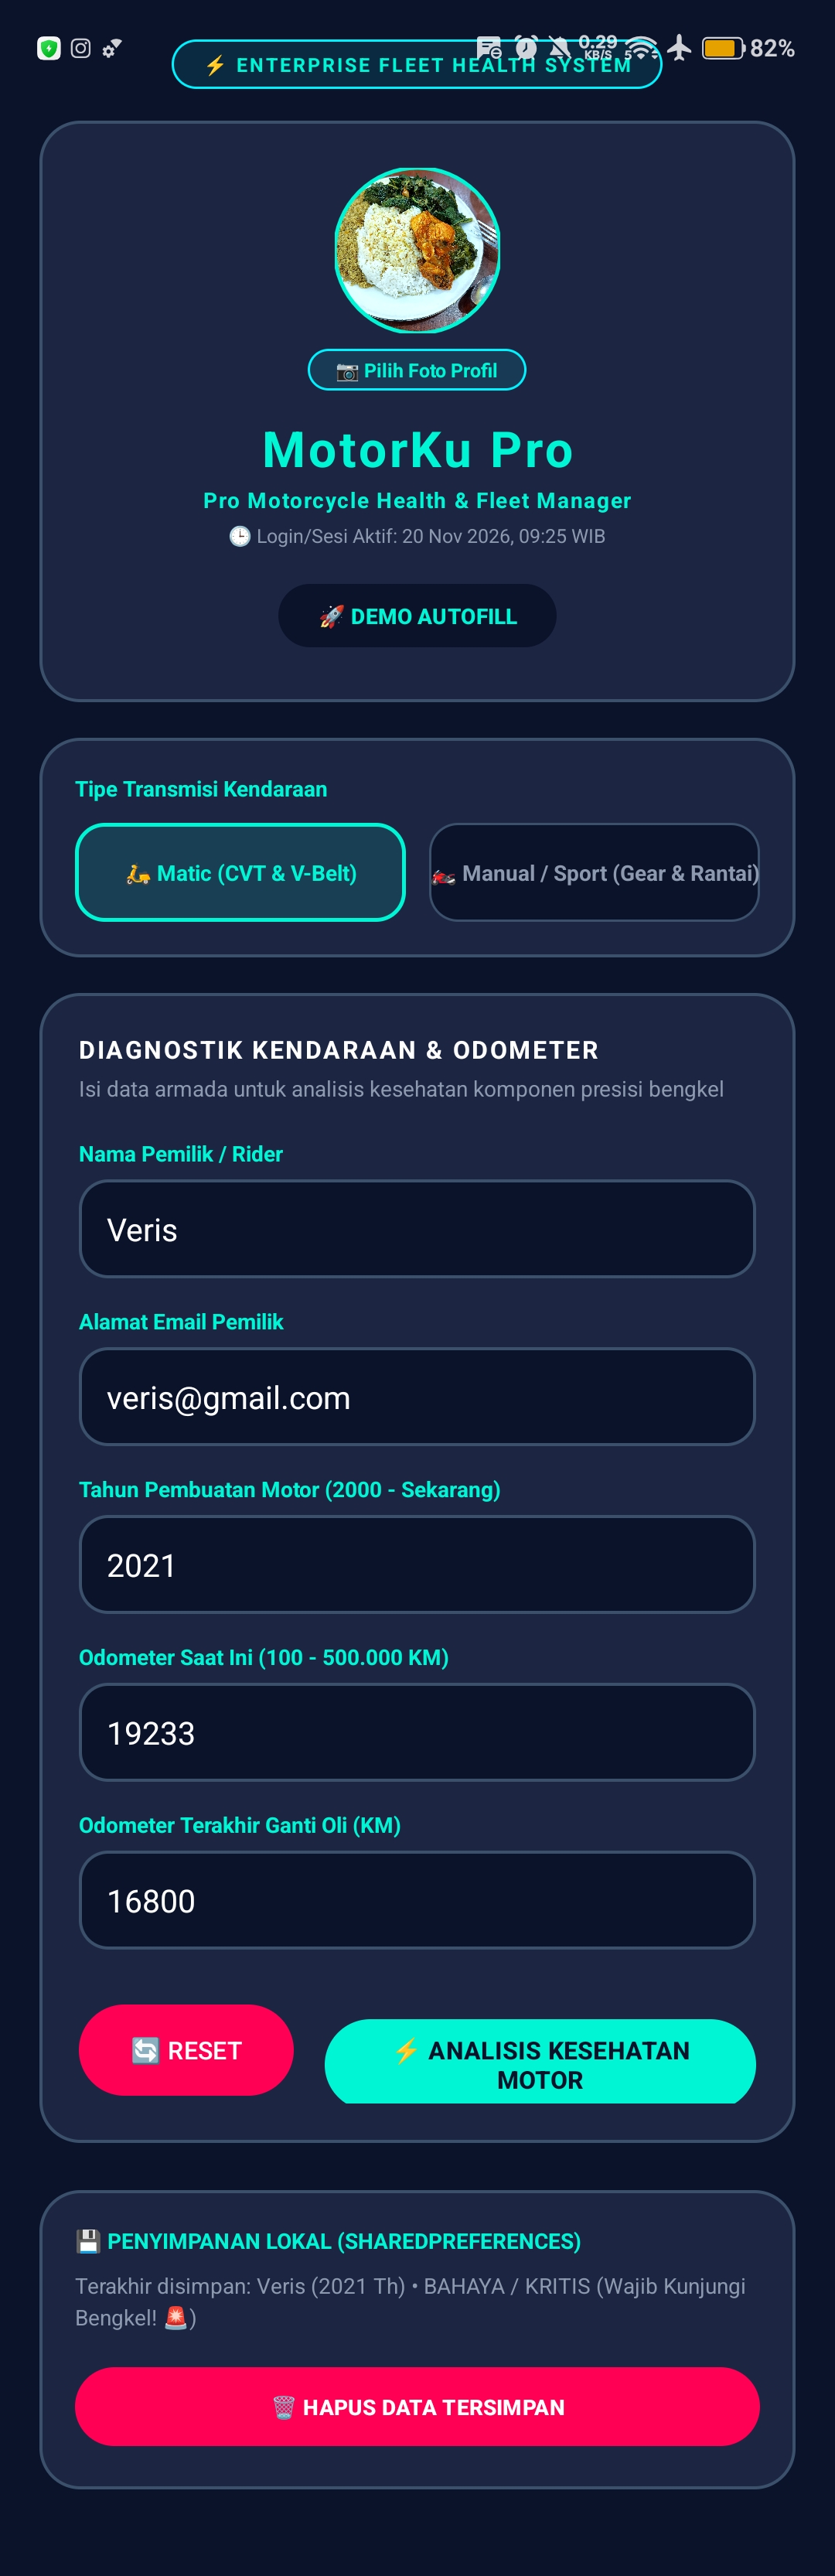 0.29
KB/S
5
82%
⚡ ENTERPRISE FLEET HEALTH SYSTEM
📷 Pilih Foto Profil
MotorKu Pro
Pro Motorcycle Health & Fleet Manager
🕒 Login/Sesi Aktif: 20 Nov 2026, 09:25 WIB
🚀 DEMO AUTOFILL
Tipe Transmisi Kendaraan
🛵 Matic (CVT & V-Belt)
🏍️ Manual / Sport (Gear & Rantai)
DIAGNOSTIK KENDARAAN & ODOMETER
Isi data armada untuk analisis kesehatan komponen presisi bengkel
Nama Pemilik / Rider
Veris
Alamat Email Pemilik
veris@gmail.com
Tahun Pembuatan Motor (2000 - Sekarang)
2021
Odometer Saat Ini (100 - 500.000 KM)
19233
Odometer Terakhir Ganti Oli (KM)
16800
🔄 RESET
⚡ ANALISIS KESEHATAN
MOTOR
💾 PENYIMPANAN LOKAL (SHAREDPREFERENCES)
Terakhir disimpan: Veris (2021 Th) • BAHAYA / KRITIS (Wajib Kunjungi
Bengkel! 🚨)
🗑️ HAPUS DATA TERSIMPAN